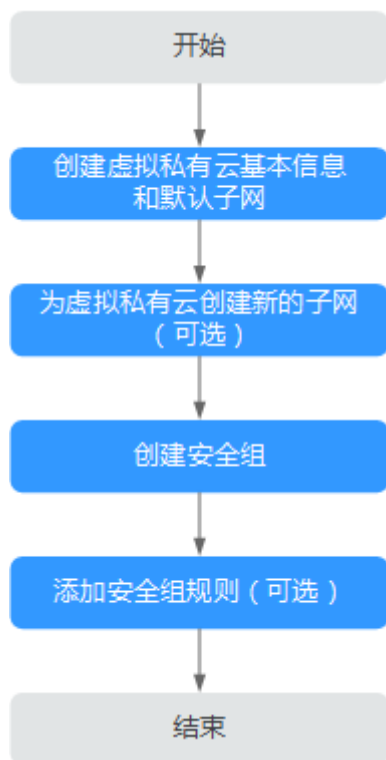 开始
创建虚拟私有云基本信息
和默认子网
为虚拟私有云创建新的子网
（可选）
创建安全组
添加安全组规则（可选）
结束